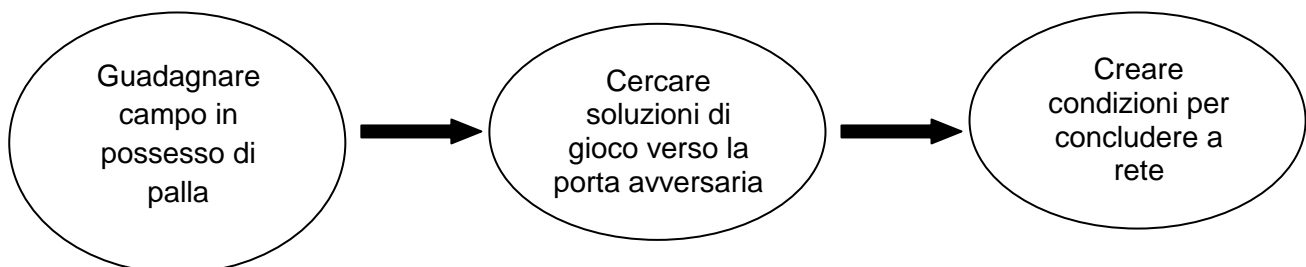 Guadagnare
campo in
possesso di
palla
Cercare
soluzioni di
gioco verso la
porta avversaria
Creare
condizioni per
concludere a
rete